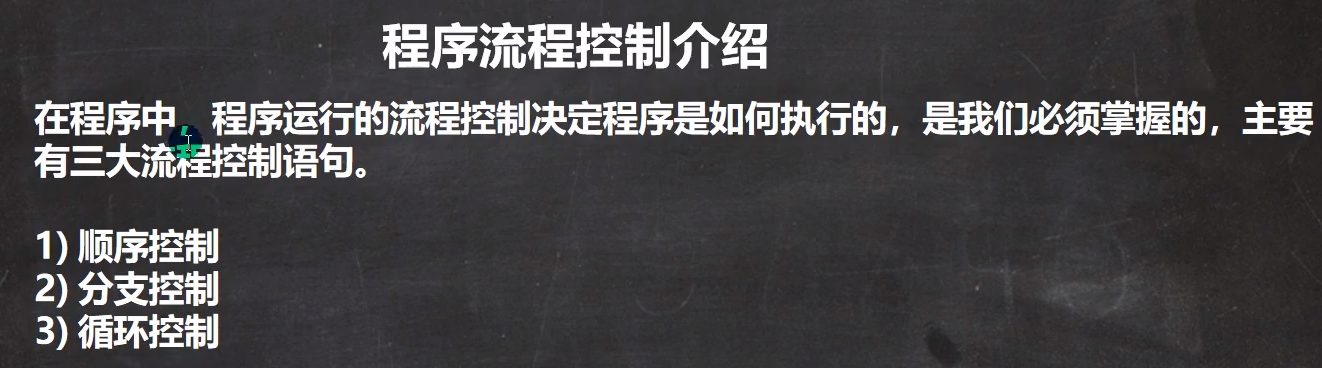 程序流程控制介绍
在程序中，程序运行的流程控制决定程序是如何执行的，是我们必须掌握的，主要
有三大流程控制语句。
1) 顺序控制
2) 分支控制
3) 循环控制